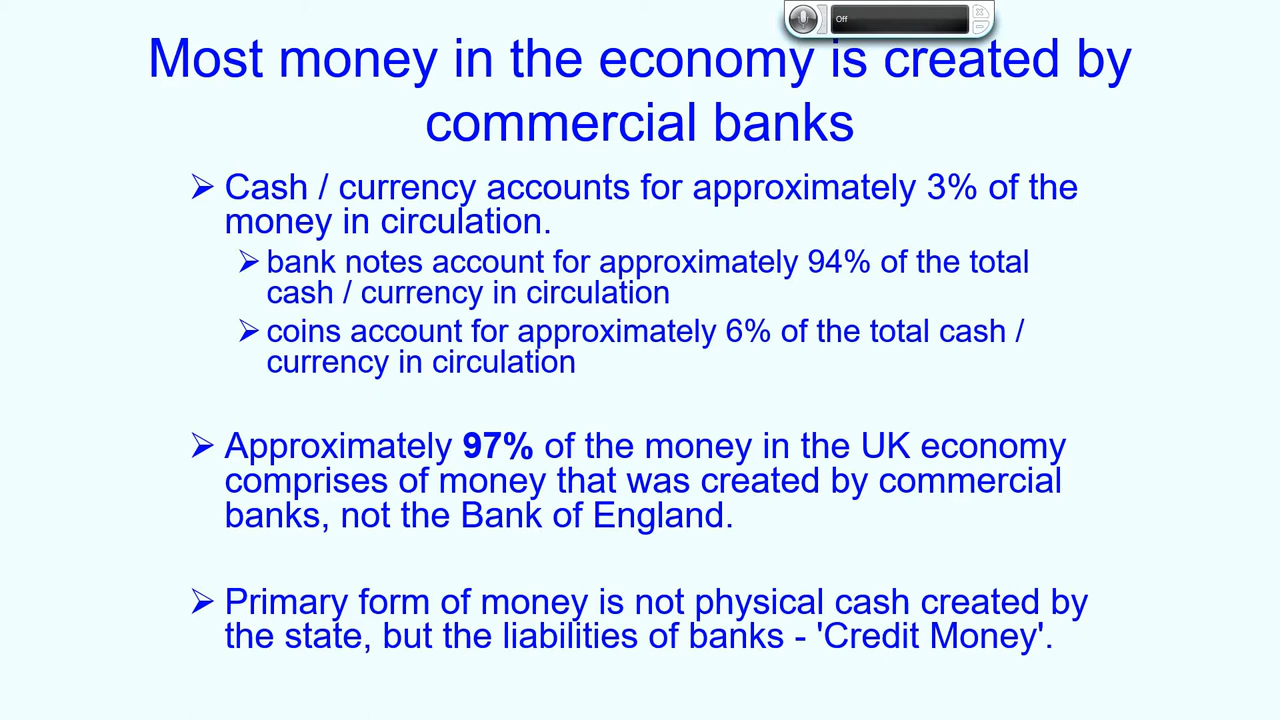 Off
Most money in the economy is created by
commercial banks
➢ Cash / currency accounts for approximately 3% of the
money in circulation.
➢ bank notes account for approximately 94% of the total
cash / currency in circulation
➢ coins account for approximately 6% of the total cash /
currency in circulation
➢ Approximately 97% of the money in the UK economy
comprises of money that was created by commercial
banks, not the Bank of England.
➢ Primary form of money is not physical cash created by
the state, but the liabilities of banks - 'Credit Money'.